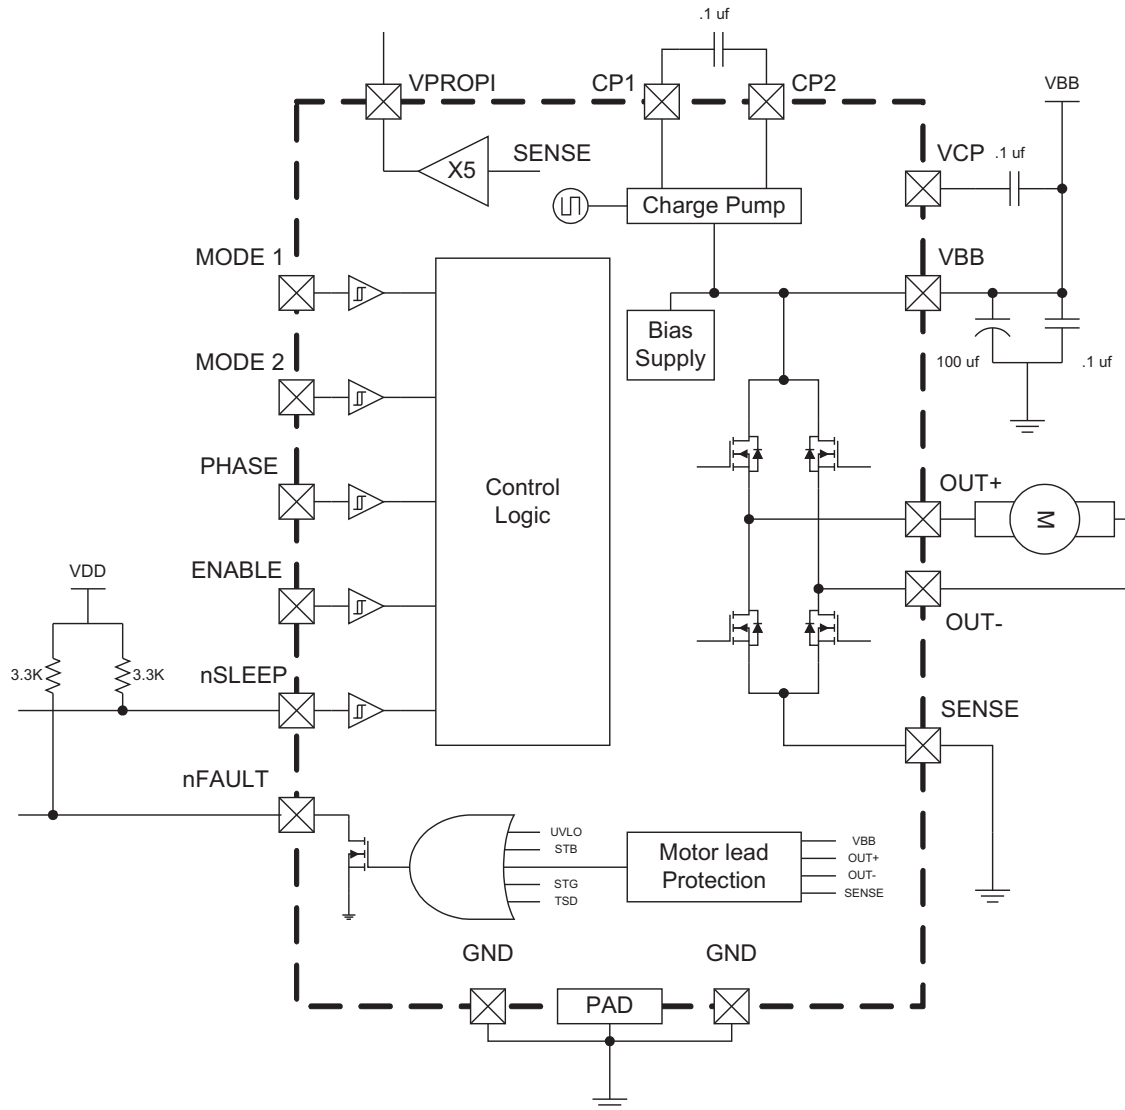 .1 uf
VPROPI
CP1
CP2
VBB
X5
SENSE
VCP
.1 uf
Charge Pump
MODE 1
VBB
Bias
Supply
100 uf
.1 uf
MODE 2
PHASE
Control
Logic
OUT+
M
VDD
ENABLE
OUT-
3.3K
3.3K
nSLEEP
SENSE
nFAULT
UVLO
STB
STG
TSD
Motor lead
Protection
VBB
OUT+
OUT-
SENSE
GND
GND
PAD